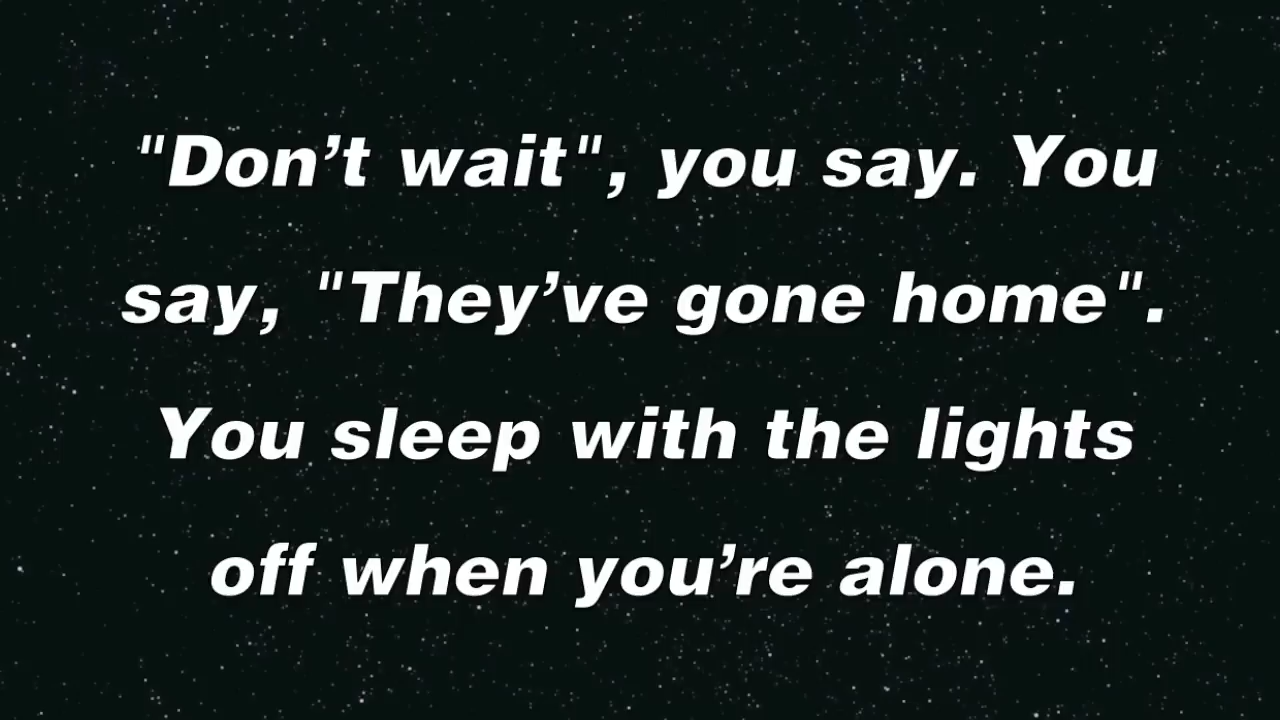 "Don’t wait", you say. You
say, "They’ve gone home".
You sleep with the lights
off when you’re alone.